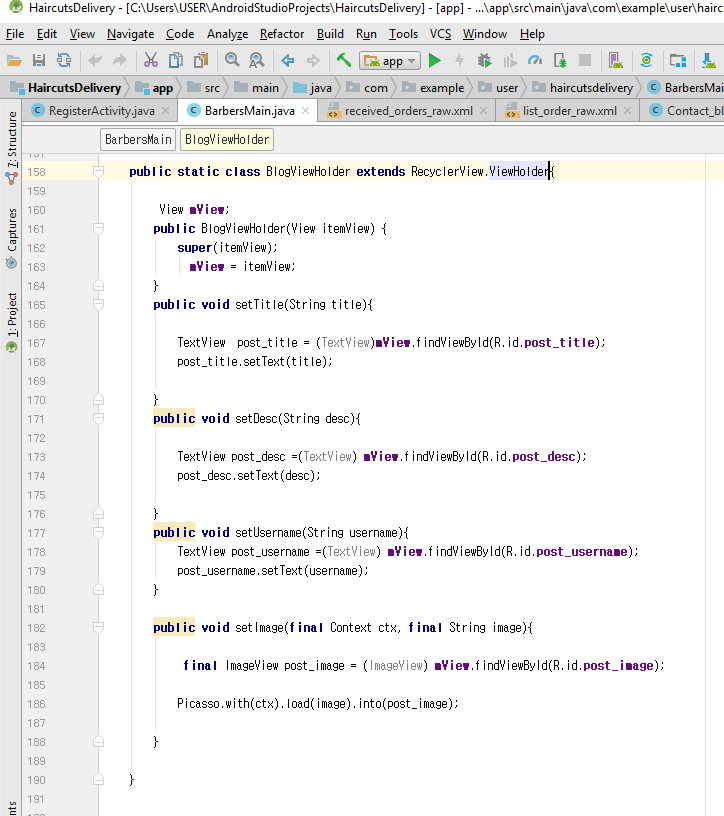 HaircutsDelivery - [C:\Users\USER\AndroidStudioProjects\HaircutsDelivery] - [app] - ...\app\src\main\java\com\example\user\hairc
File Edit View Navigate Code Analyze Refactor Build Run Tools VCS Window Help
app
HaircutsDelivery app src main java com example user haircutsdelivery BarbersMai
RegisterActivity.java BarbersMain.java received_orders_raw.xml list_order_raw.xml Contact_bl
BarbersMain BlogViewHolder
7: Structure
Captures
1: Project
nts
158 public static class BlogViewHolder extends RecyclerView.ViewHolder{
159
160 View mView;
161 public BlogViewHolder(View itemView) {
162 super(itemView);
163 mView = itemView;
164 }
165 public void setTitle(String title){
166
167 TextView post_title = (TextView)mView.findViewById(R.id.post_title);
168 post_title.setText(title);
169
170 }
171 public void setDesc(String desc){
172
173 TextView post_desc =(TextView) mView.findViewById(R.id.post_desc);
174 post_desc.setText(desc);
175
176 }
177 public void setUsername(String username){
178 TextView post_username =(TextView) mView.findViewById(R.id.post_username);
179 post_username.setText(username);
180 }
181
182 public void setImage(final Context ctx, final String image){
183
184 final ImageView post_image = (ImageView) mView.findViewById(R.id.post_image);
185
186 Picasso.with(ctx).load(image).into(post_image);
187
188 }
189
190 }
191